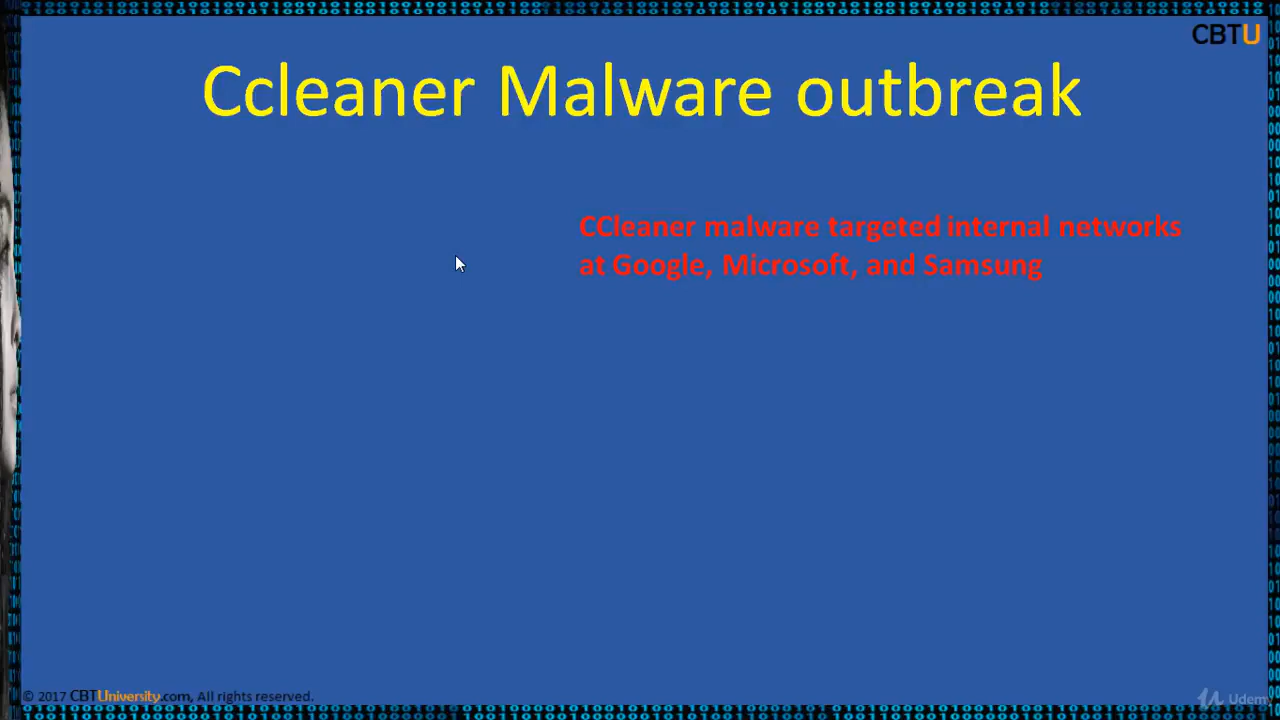 CBTU
Ccleaner Malware outbreak
CCleaner malware targeted internal networks
at Google, Microsoft, and Samsung
© 2017 CBTUniversity.com, All rights reserved.
Udemy